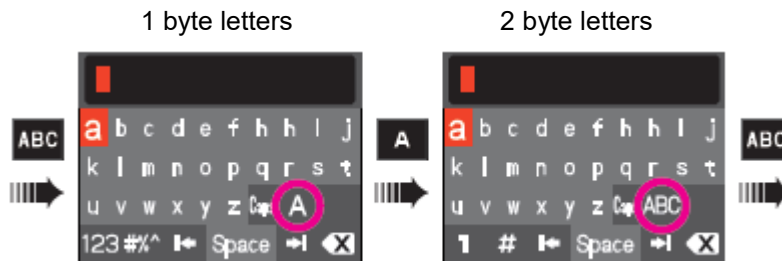 1 byte letters
2 byte letters
ABC
a b c d e f h h l j
k l m n o p q r s t
u v w x y z A
123 #%^ Space
A
a b c d e f h h l j
k l m n o p q r s t
u v w x y z ABC
1 # Space
ABC